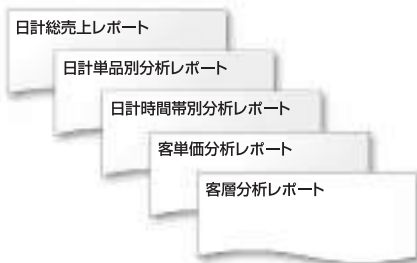 日計総売上レポート
日計単品別分析レポート
日計時間帯別分析レポート
客単価分析レポート
客層分析レポート